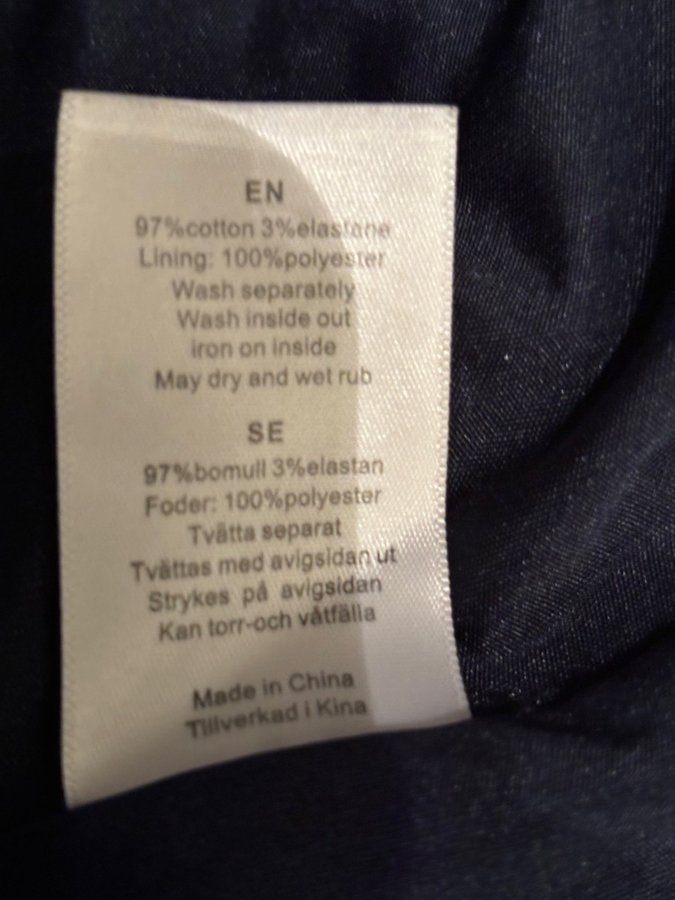 EN
97%cotton 3%elastane
Lining: 100%polyester
Wash separately
Wash inside out
iron on inside
May dry and wet rub
SE
97%bomull 3%elastan
Foder: 100%polyester
Tvätta separat
Tvättas med avigsidan ut
Strykes på avigsidan
Kan torr-och våtfälla
Made in China
Tillverkad i Kina